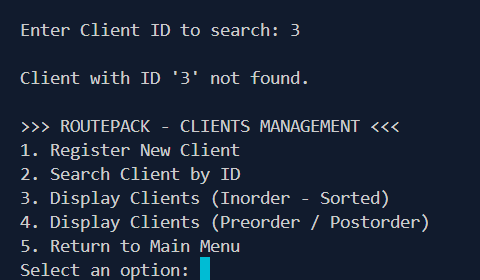 Enter Client ID to search: 3
Client with ID '3' not found.
>>> ROUTEPACK - CLIENTS MANAGEMENT <<<
1. Register New Client
2. Search Client by ID
3. Display Clients (Inorder - Sorted)
4. Display Clients (Preorder / Postorder)
5. Return to Main Menu
Select an option: